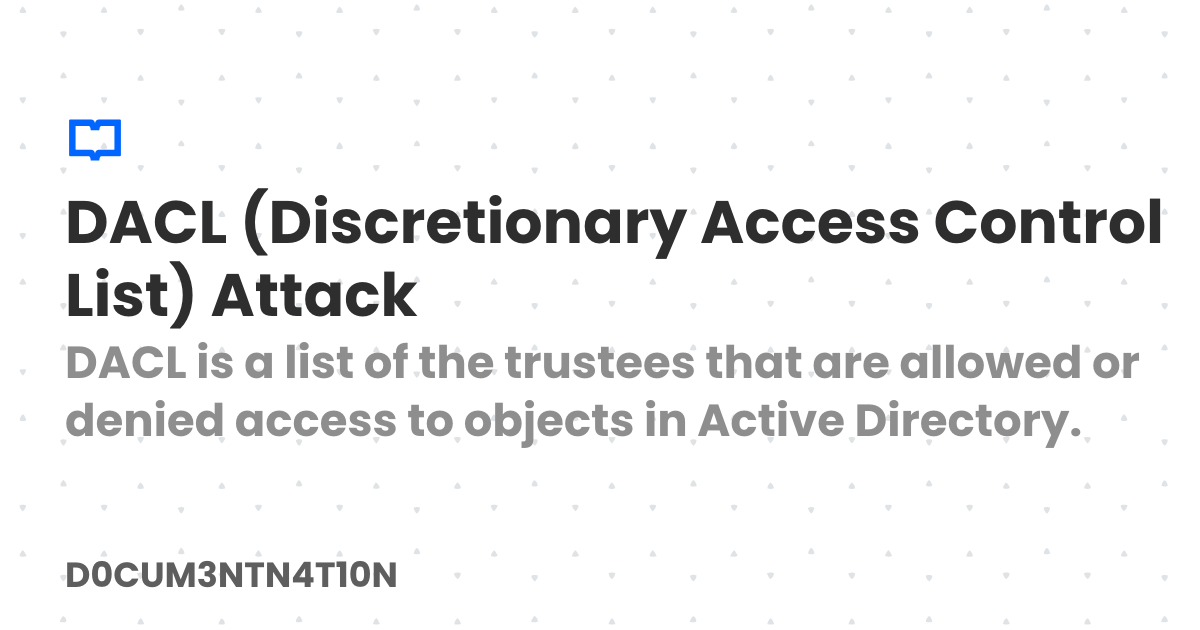 DACL (Discretionary Access Control
List) Attack
DACL is a list of the trustees that are allowed or
denied access to objects in Active Directory.
D0CUM3NTN4T10N